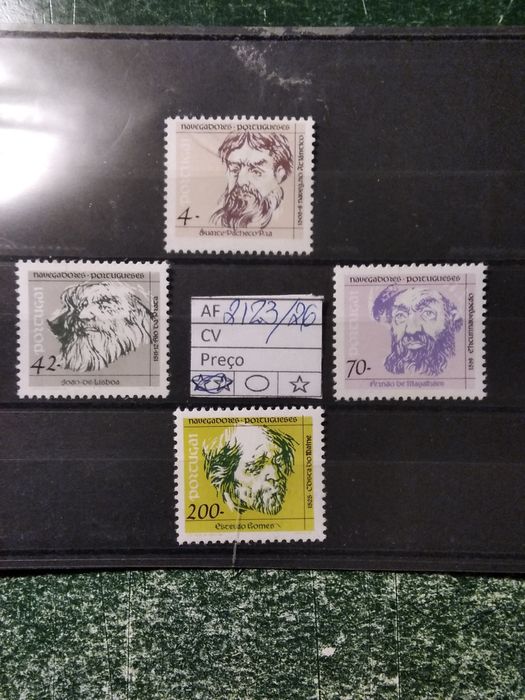 navegadores · portugueses
PORTUGAL
4-
Duarte Pacheco Pereira
navegadores · portugueses
PORTUGAL
42-
João de Lisboa
AF 2123/26
CV
Preço
navegadores · portugueses
PORTUGAL
70-
Fernão de Magalhães
navegadores · portugueses
PORTUGAL
200-
Estevão Gomes